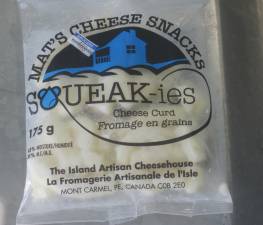 MAT'S CHEESE SNACKS
SQUEAK-ies
Cheese Curd
Fromage en grains
175 g
The Island Artisan Cheesehouse
La Fromagerie Artisanale de l'Isle
MONT CARMEL, PE, CANADA C0B 2E0